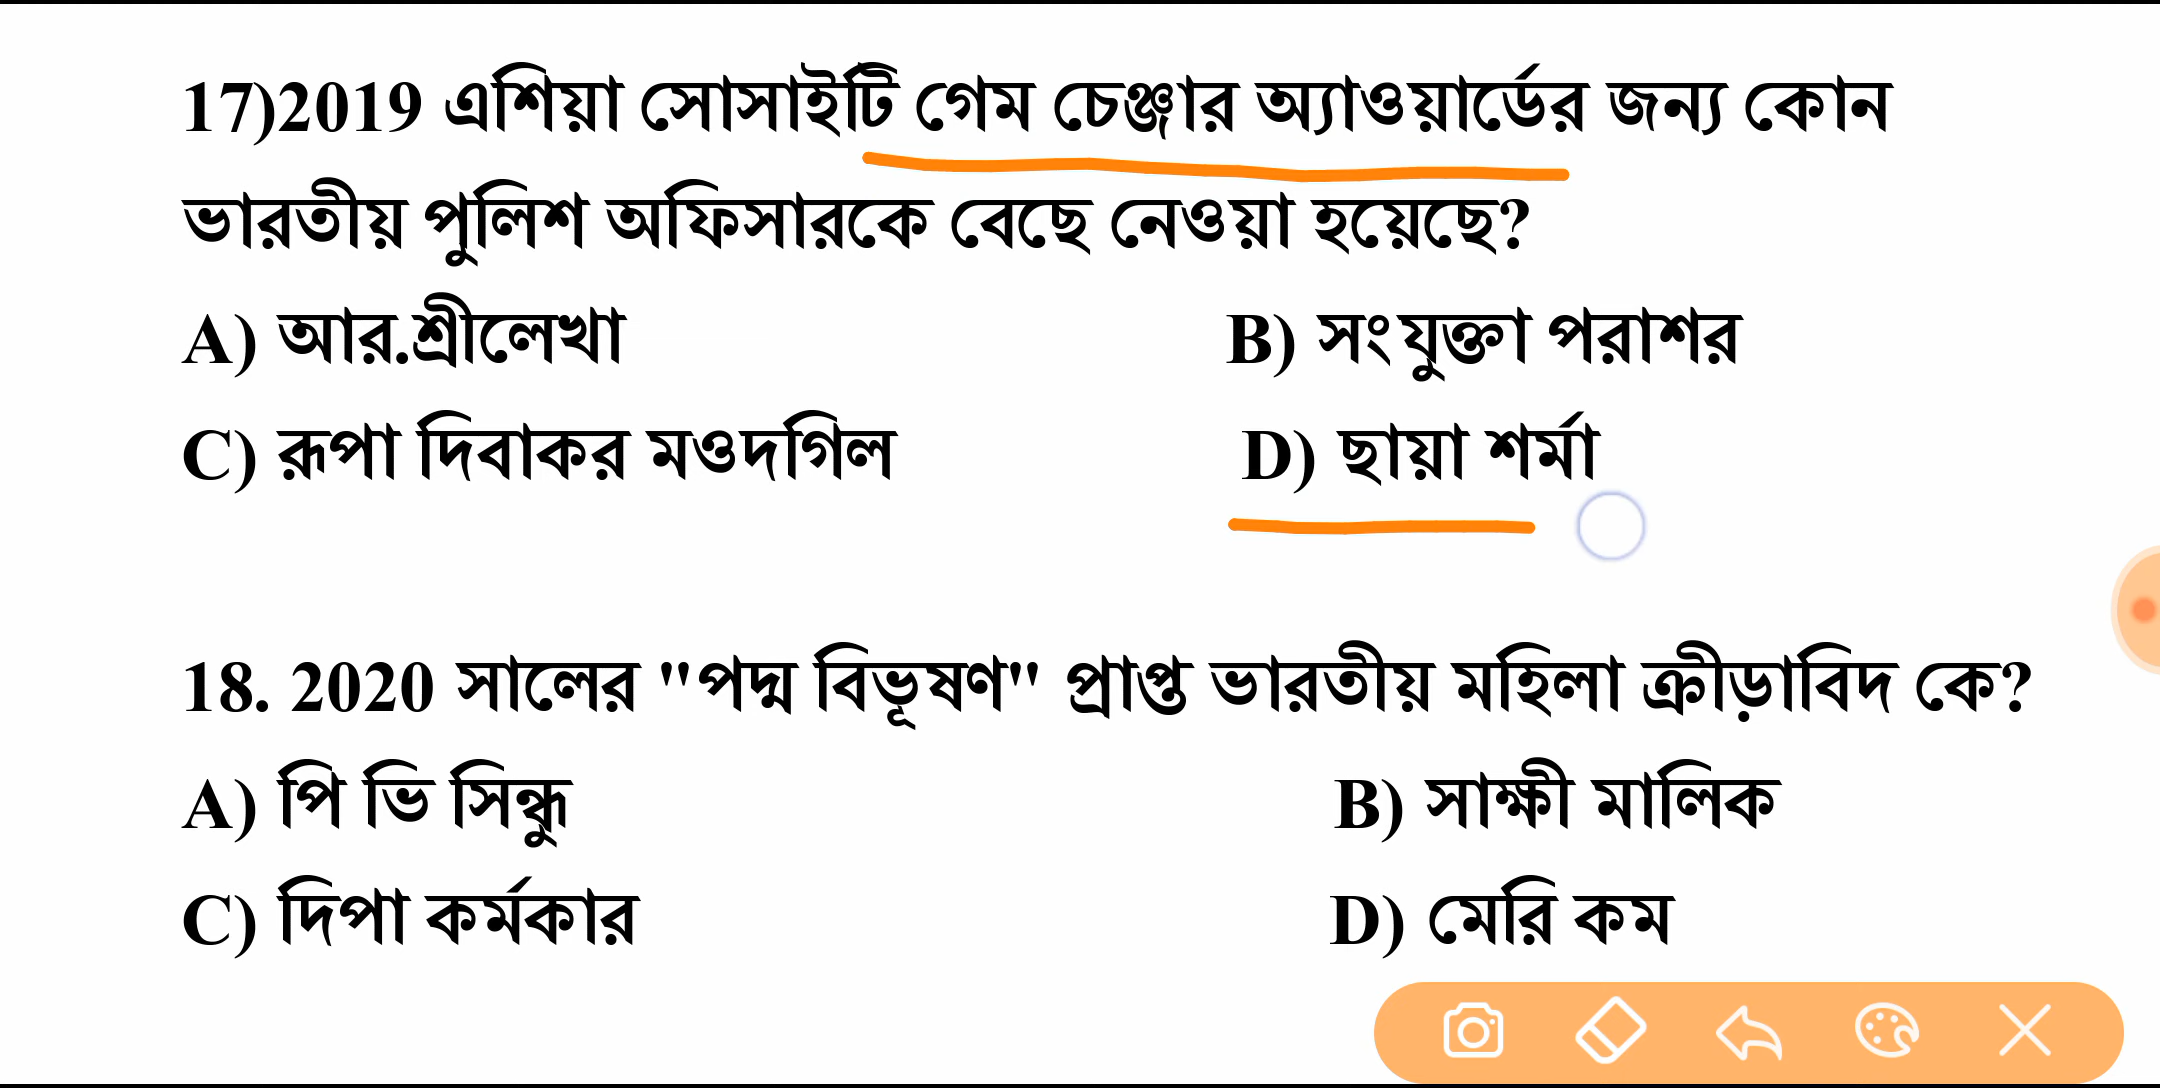 17)2019 এশিয়া সোসাইটি গেম চেঞ্জার অ্যাওয়ার্ডের জন্য কোন
ভারতীয় পুলিশ অফিসারকে বেছে নেওয়া হয়েছে?
A) আর.শ্রীলেখা B) সংযুক্তা পরাশর
C) রূপা দিবাকর মওদগিল D) ছায়া শর্মা
18. 2020 সালের "পদ্ম বিভূষণ" প্রাপ্ত ভারতীয় মহিলা ক্রীড়াবিদ কে?
A) পি ভি সিন্ধু B) সাক্ষী মালিক
C) দিপা কর্মকার D) মেরি কম